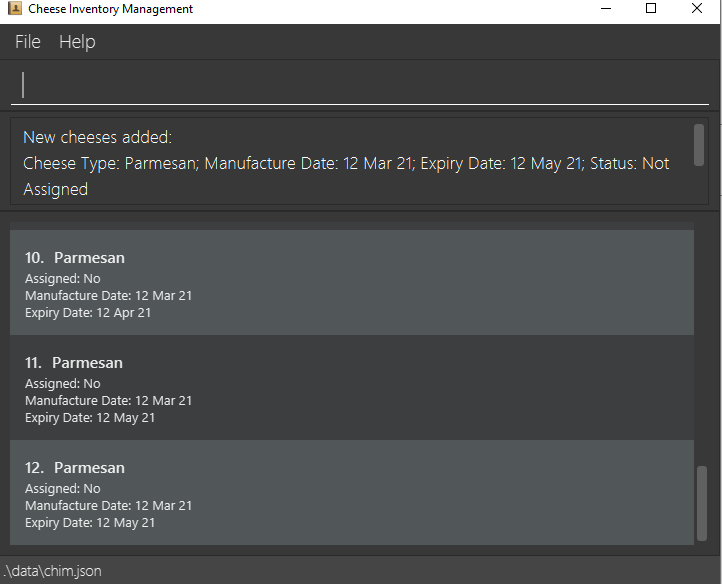 Cheese Inventory Management
File Help
New cheeses added:
Cheese Type: Parmesan; Manufacture Date: 12 Mar 21; Expiry Date: 12 May 21; Status: Not
Assigned
10. Parmesan
Assigned: No
Manufacture Date: 12 Mar 21
Expiry Date: 12 Apr 21
11. Parmesan
Assigned: No
Manufacture Date: 12 Mar 21
Expiry Date: 12 May 21
12. Parmesan
Assigned: No
Manufacture Date: 12 Mar 21
Expiry Date: 12 May 21
.\data\chim.json